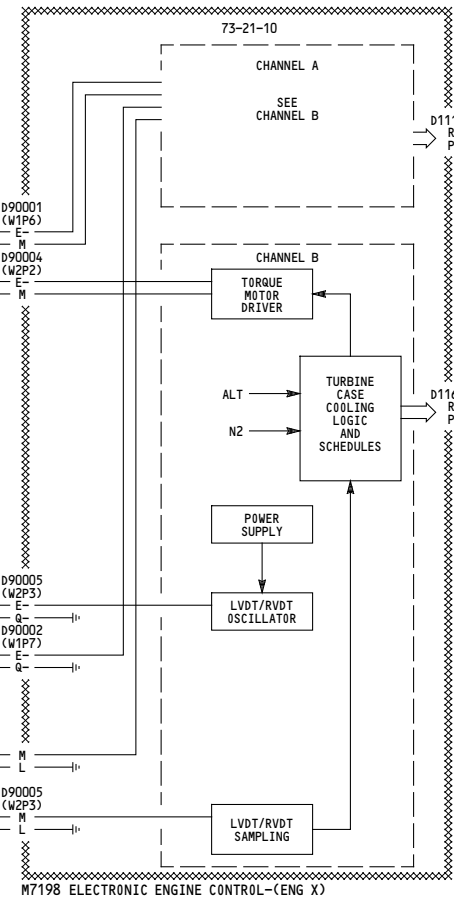 73-21-10
CHANNEL A
SEE
CHANNEL B
D111
R
P
D90001
(W1P6)
E-
M
D90004
(W2P2)
E-
M
CHANNEL B
TORQUE
MOTOR
DRIVER
TURBINE
CASE
COOLING
LOGIC
AND
SCHEDULES
ALT
N2
D116
R
P
POWER
SUPPLY
D90005
(W2P3)
E-
Q-
LVDT/RVDT
OSCILLATOR
D90002
(W1P7)
E-
Q-
M
L
D90005
(W2P3)
M
L
LVDT/RVDT
SAMPLING
M7198 ELECTRONIC ENGINE CONTROL-(ENG X)